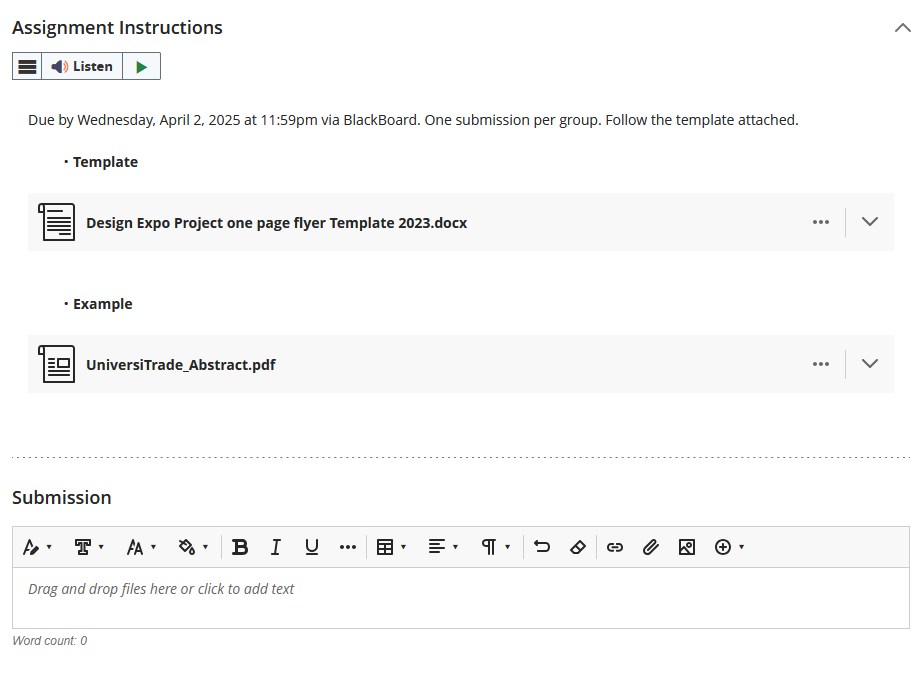 Assignment Instructions
Listen
Due by Wednesday, April 2, 2025 at 11:59pm via BlackBoard. One submission per group. Follow the template attached.
• Template
Design Expo Project one page flyer Template 2023.docx
• Example
UniversiTrade_Abstract.pdf
Submission
Drag and drop files here or click to add text
Word count: 0